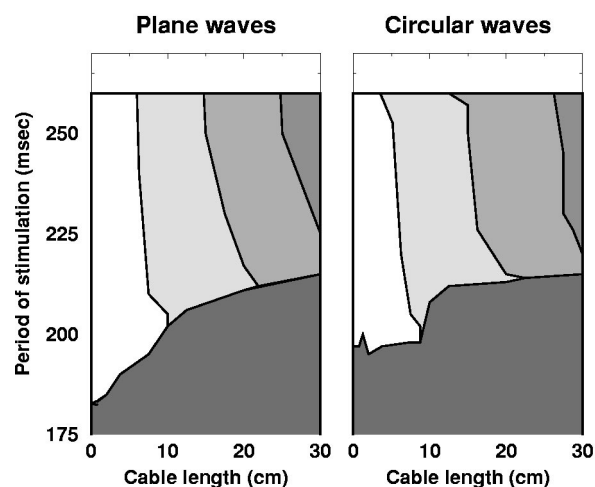 Plane waves
Circular waves
Period of stimulation (msec)
250
225
200
175
0 10 20 30
0 10 20 30
Cable length (cm)
Cable length (cm)